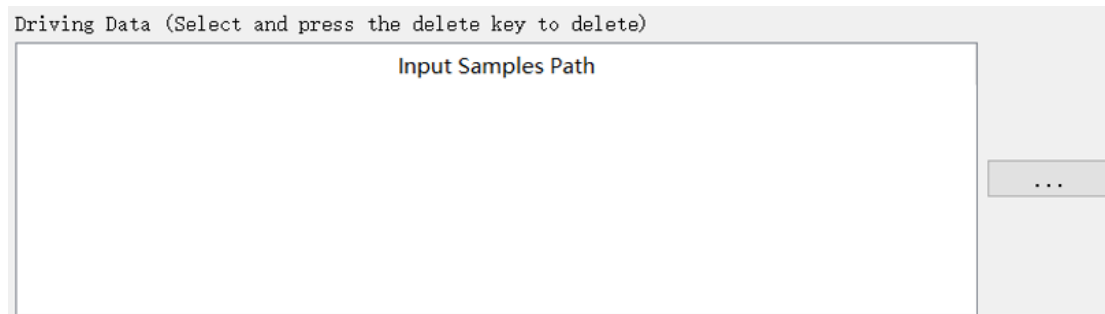 Driving Data (Select and press the delete key to delete)
Input Samples Path
...